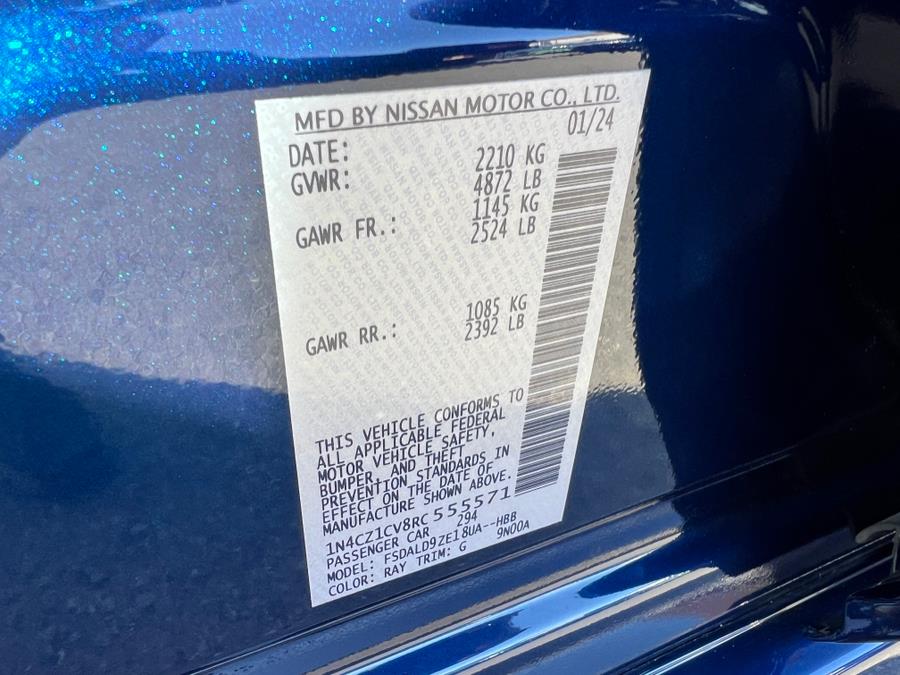 MFD BY NISSAN MOTOR CO., LTD.
DATE: 01/24
GVWR: 2210 KG
4872 LB
GAWR FR.: 1145 KG
2524 LB
GAWR RR.: 1085 KG
2392 LB
THIS VEHICLE CONFORMS TO
ALL APPLICABLE FEDERAL
MOTOR VEHICLE SAFETY,
BUMPER, AND THEFT
PREVENTION STANDARDS IN
EFFECT ON THE DATE OF
MANUFACTURE SHOWN ABOVE.
1N4CZ1CV8RC555571
PASSENGER CAR 294
MODEL: FSDALD9ZE18UA--HBB
COLOR: RAY TRIM: G 9N00A